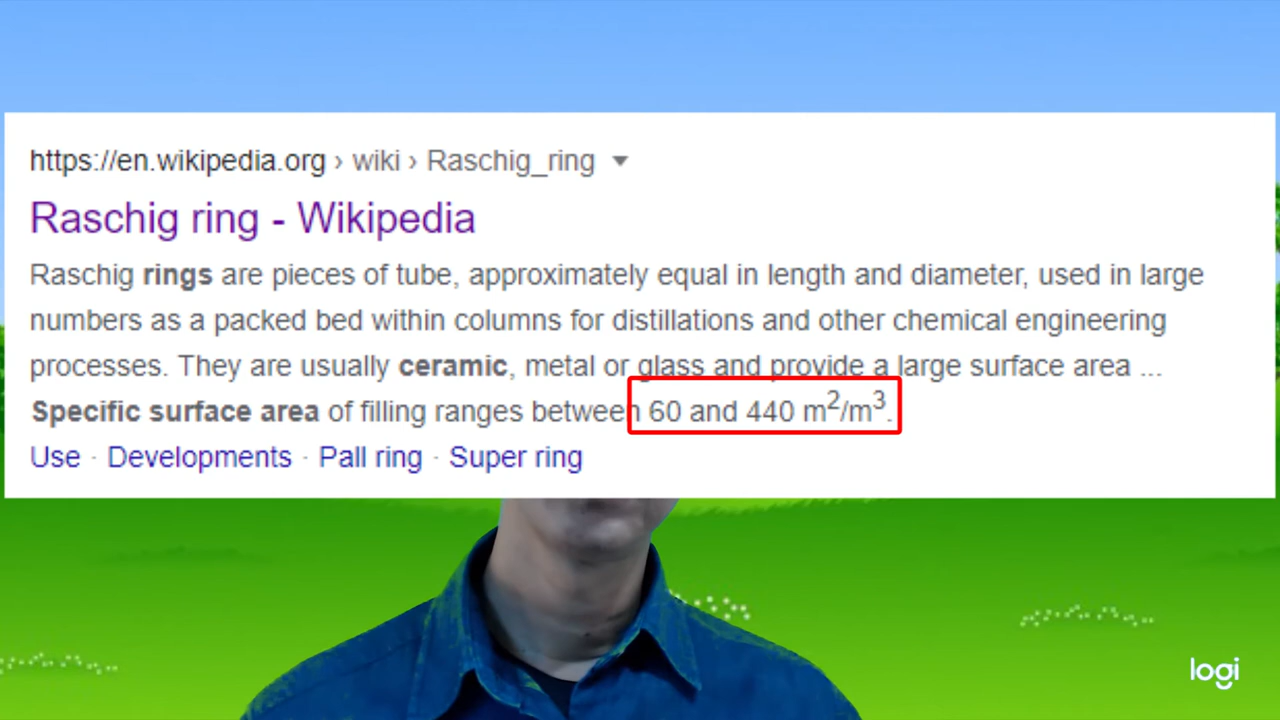 https://en.wikipedia.org › wiki › Raschig_ring
Raschig ring - Wikipedia
Raschig rings are pieces of tube, approximately equal in length and diameter, used in large
numbers as a packed bed within columns for distillations and other chemical engineering
processes. They are usually ceramic, metal or glass and provide a large surface area ...
Specific surface area of filling ranges between 60 and 440 m²/m³.
Use · Developments · Pall ring · Super ring
logi